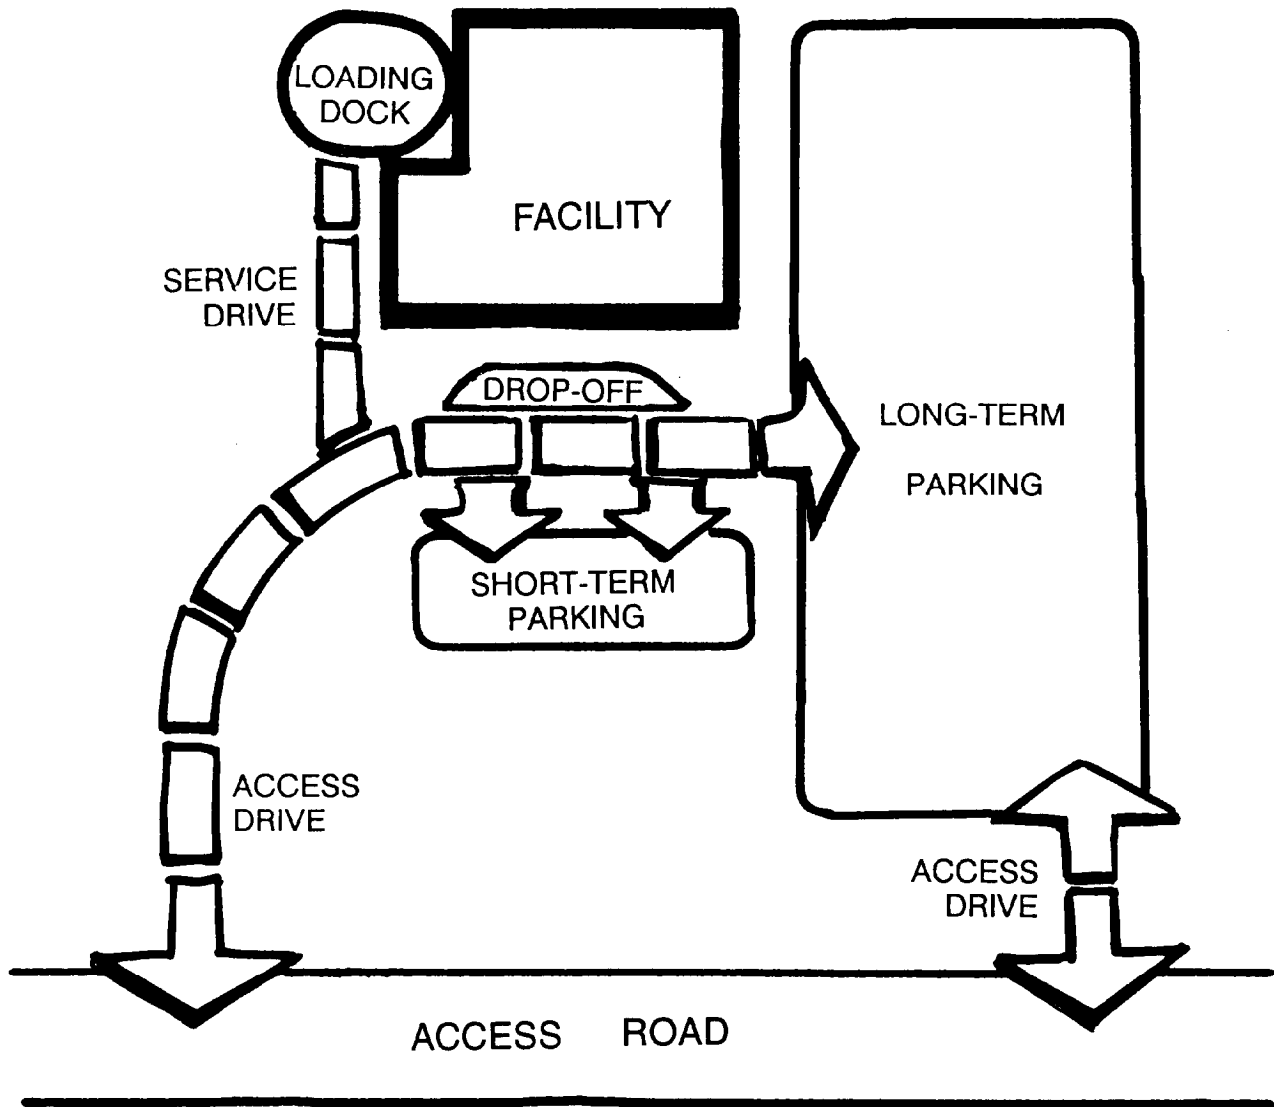 LOADING
DOCK
FACILITY
SERVICE
DRIVE
DROP-OFF
LONG-TERM
PARKING
SHORT-TERM
PARKING
ACCESS
DRIVE
ACCESS
DRIVE
ACCESS ROAD